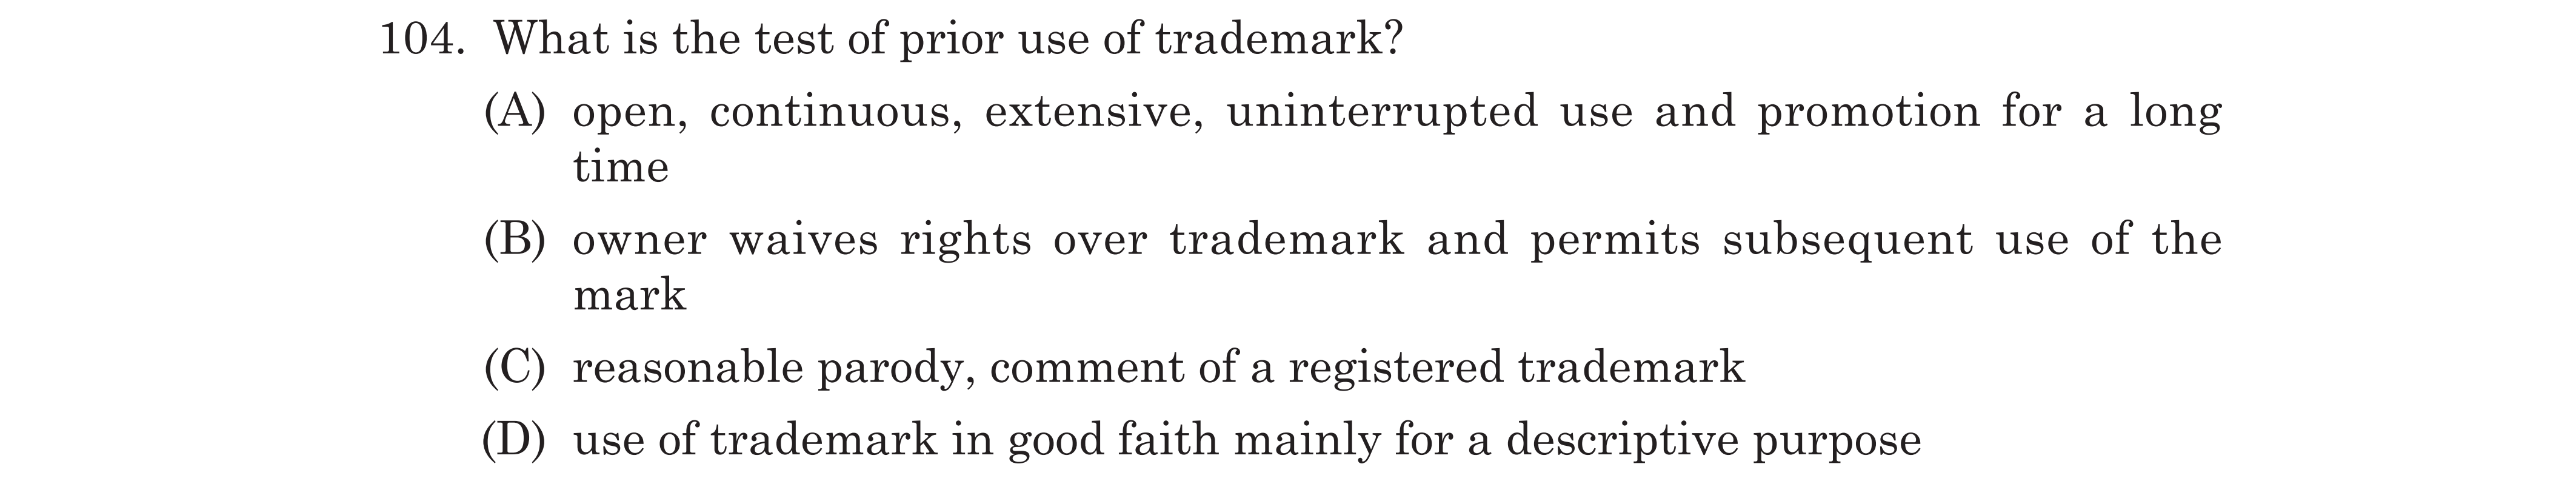 104. What is the test of prior use of trademark?
(A) open, continuous, extensive, uninterrupted use and promotion for a long
time
(B) owner waives rights over trademark and permits subsequent use of the
mark
(C) reasonable parody, comment of a registered trademark
(D) use of trademark in good faith mainly for a descriptive purpose